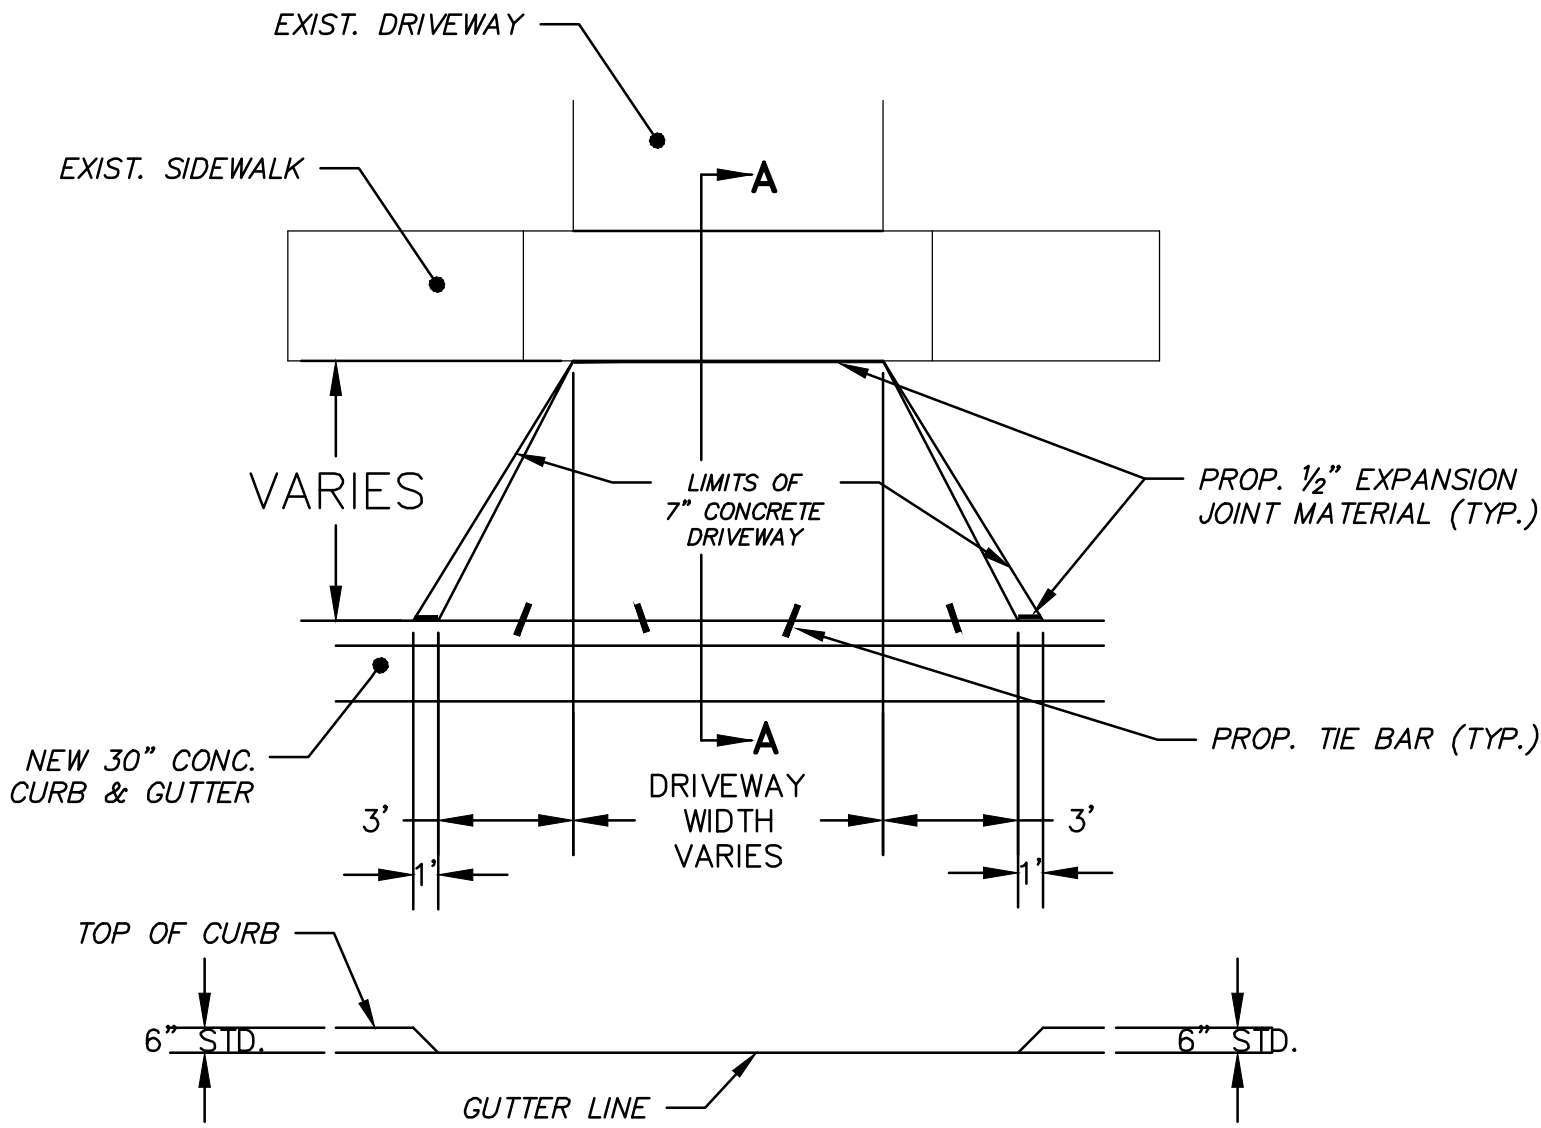 EXIST. DRIVEWAY
EXIST. SIDEWALK
A
VARIES
LIMITS OF
7" CONCRETE
DRIVEWAY
PROP. ½" EXPANSION
JOINT MATERIAL (TYP.)
NEW 30" CONC.
CURB & GUTTER
A
PROP. TIE BAR (TYP.)
3'
DRIVEWAY
WIDTH
VARIES
3'
1'
1'
TOP OF CURB
6" STD.
6" STD.
GUTTER LINE